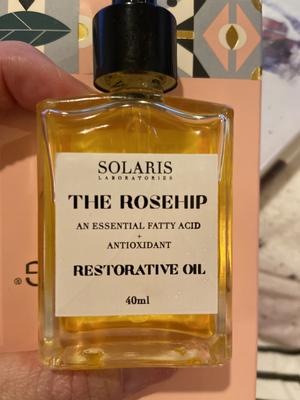 SOLARIS
LABORATORIES
THE ROSEHIP
AN ESSENTIAL FATTY ACID
+
ANTIOXIDANT
RESTORATIVE OIL
40ml